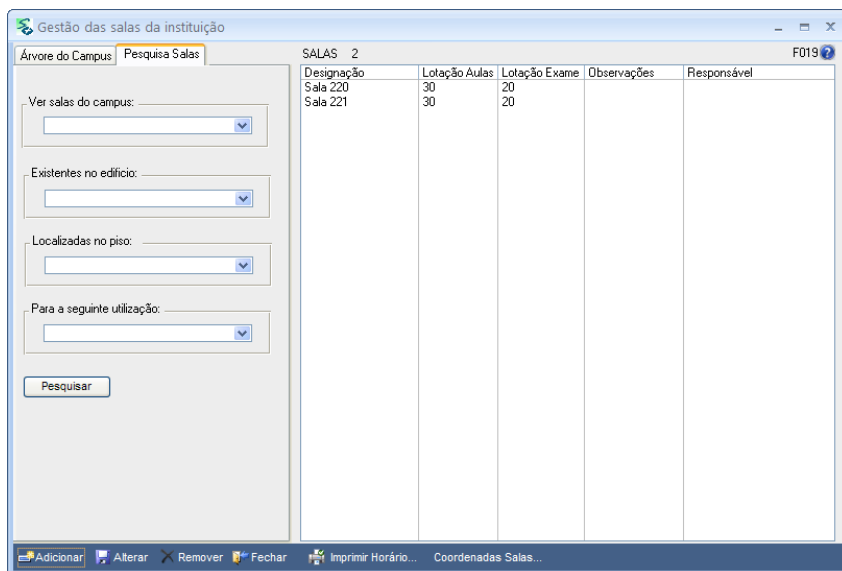 Gestão das salas da instituição
Árvore do Campus Pesquisa Salas SALAS 2 F019
Designação Lotação Aulas Lotação Exame Observações Responsável
Sala 220 30 20
Sala 221 30 20
Ver salas do campus:
Existentes no edificio:
Localizadas no piso:
Para a seguinte utilização:
Pesquisar
Adicionar Alterar Remover Fechar Imprimir Horário... Coordenadas Salas...